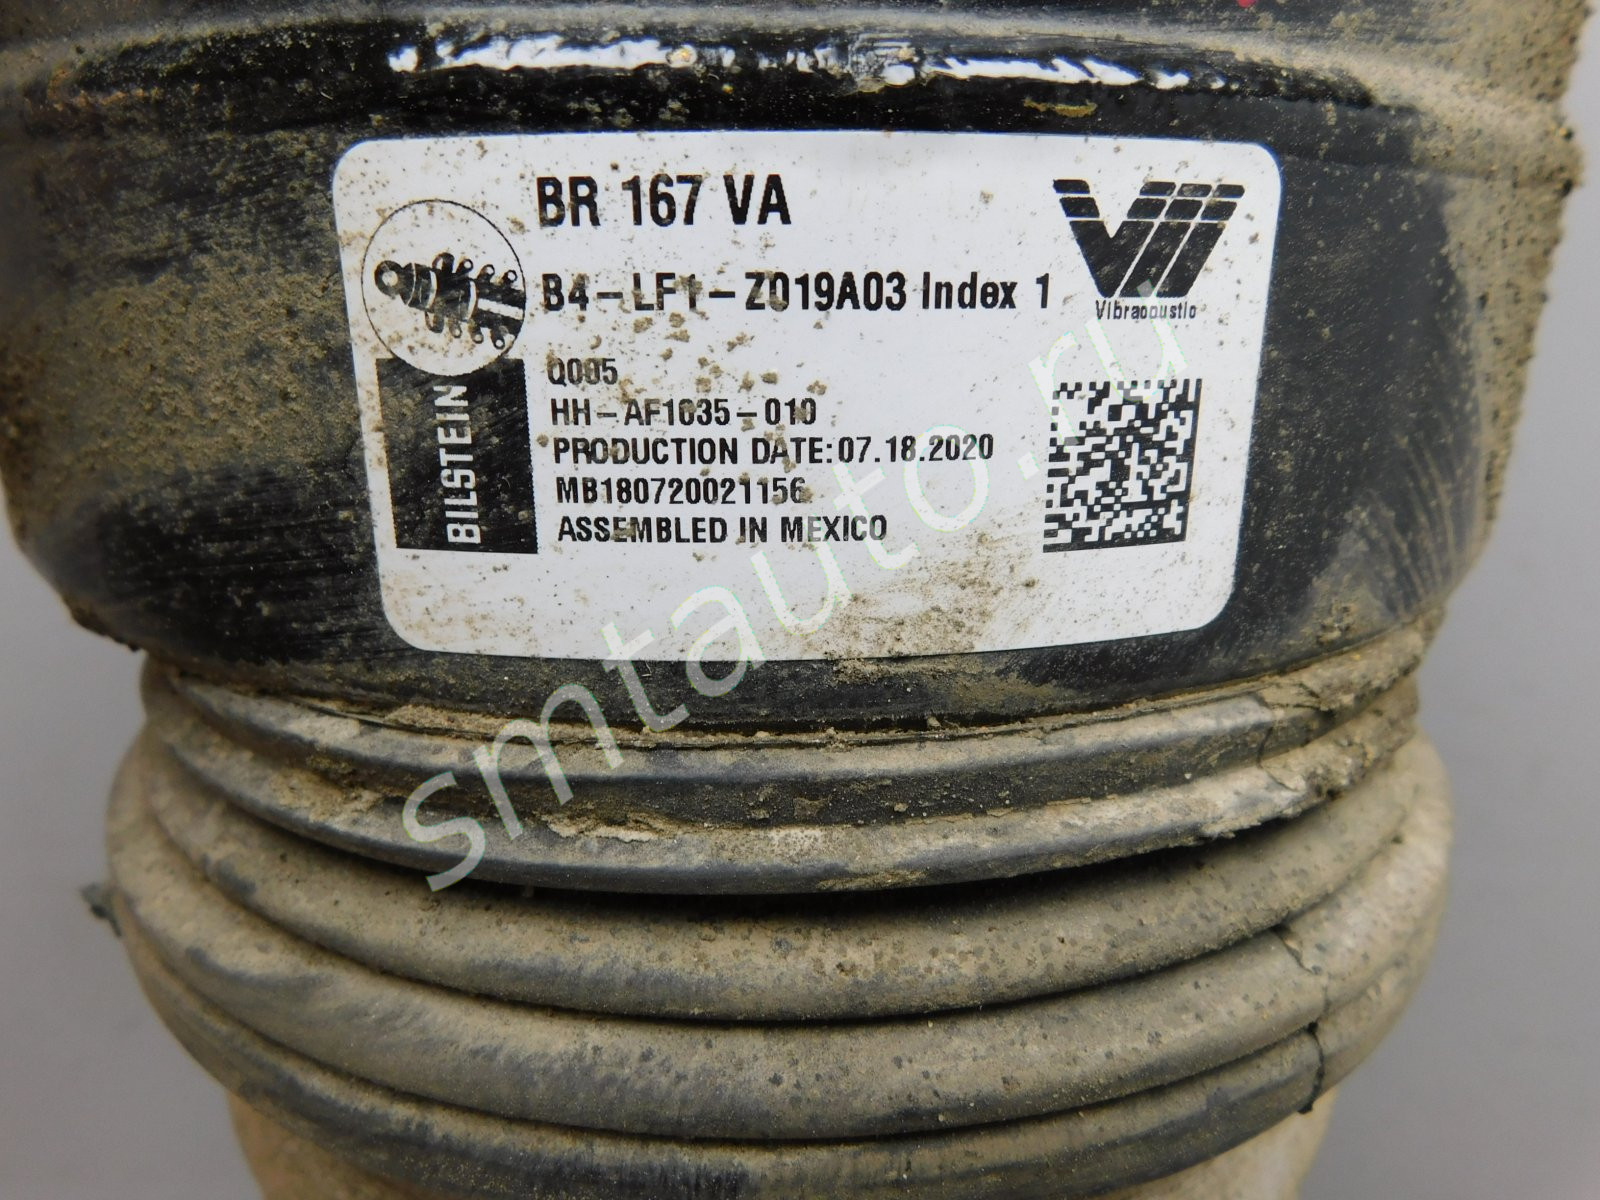 BR 167 VA
B4-LF1-Z019A03 Index 1
Vibracoustic
Q005
HH-AF1035-010
PRODUCTION DATE:07.18.2020
MB180720021156
ASSEMBLED IN MEXICO
BILSTEIN
smtauto.ru